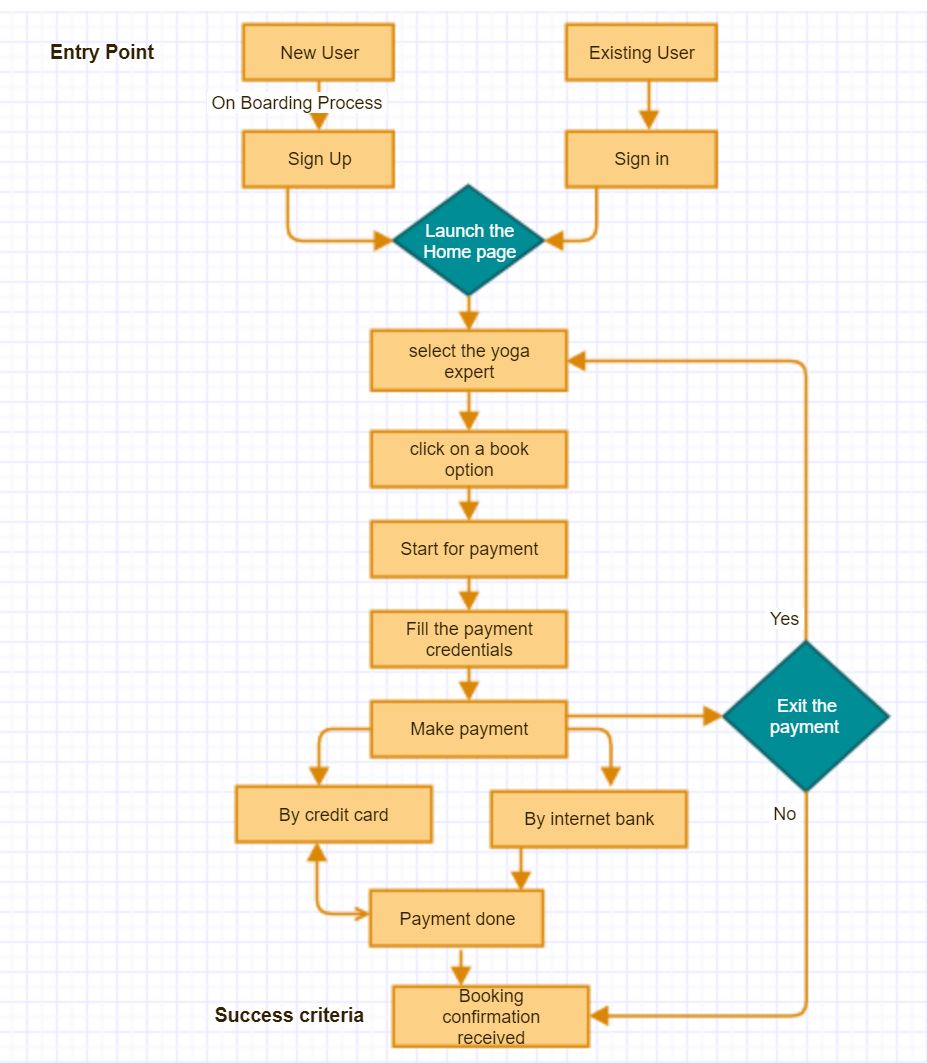 Entry Point
New User
Existing User
On Boarding Process
Sign Up
Sign in
Launch the
Home page
select the yoga
expert
click on a book
option
Start for payment
Fill the payment
credentials
Yes
Make payment
Exit the
payment
By credit card
By internet bank
No
Payment done
Success criteria
Booking
confirmation
received